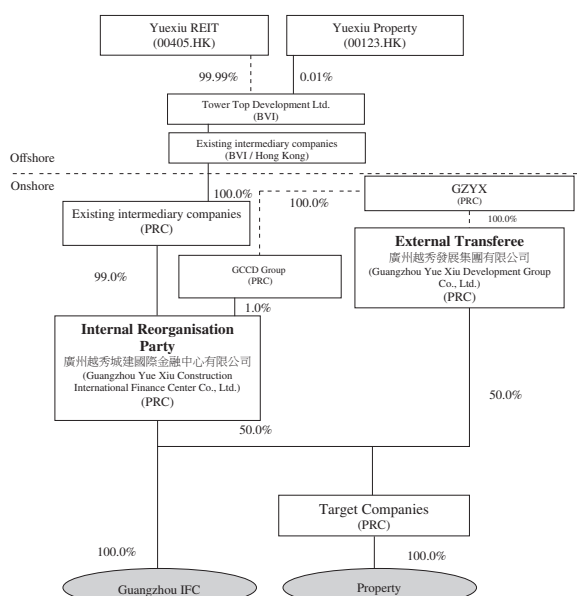 Yuexiu REIT
(00405.HK)
Yuexiu Property
(00123.HK)
99.99%
0.01%
Tower Top Development Ltd.
(BVI)
Existing intermediary companies
(BVI / Hong Kong)
Offshore
Onshore
100.0%
100.0%
GZYX
(PRC)
100.0%
Existing intermediary companies
(PRC)
External Transferee
廣州越秀發展集團有限公司
(Guangzhou Yue Xiu Development Group
Co., Ltd.)
(PRC)
99.0%
GCCD Group
(PRC)
1.0%
Internal Reorganisation
Party
廣州越秀城建國際金融中心有限公司
(Guangzhou Yue Xiu Construction
International Finance Center Co., Ltd.)
(PRC)
50.0%
50.0%
Target Companies
(PRC)
100.0%
100.0%
Guangzhou IFC
Property